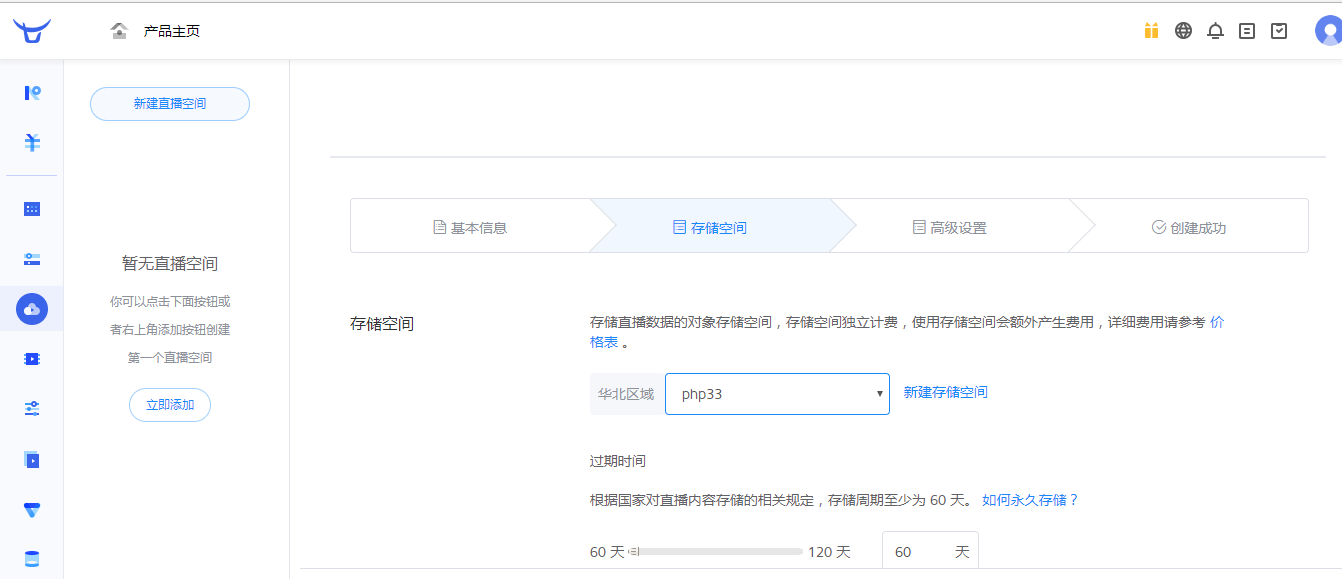 产品主页
新建直播空间
暂无直播空间
你可以点击下面按钮或
者右上角添加按钮创建
第一个直播空间
立即添加
基本信息
存储空间
高级设置
创建成功
存储空间
存储直播数据的对象存储空间，存储空间独立计费，使用存储空间会额外产生费用，详细费用请参考 价
格表 。
华北区域
php33
新建存储空间
过期时间
根据国家对直播内容存储的相关规定，存储周期至少为 60 天。 如何永久存储？
60 天
120 天
60 天